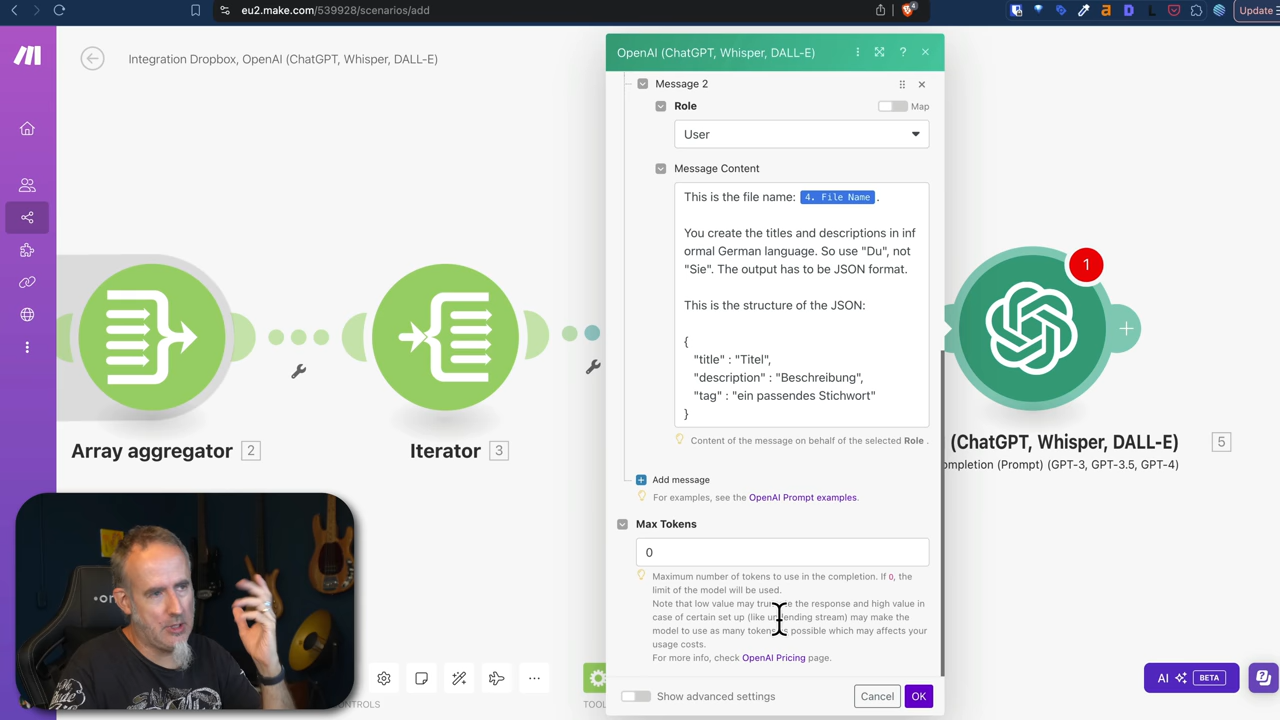 eu2.make.com/539928/scenarios/add
4
Update
Integration Dropbox, OpenAI (ChatGPT, Whisper, DALL-E)
OpenAI (ChatGPT, Whisper, DALL-E)
Message 2
Role
Map
User
Message Content
This is the file name: 4. File Name .
You create the titles and descriptions in inf
ormal German language. So use "Du", not
"Sie". The output has to be JSON format.
This is the structure of the JSON:
{
"title" : "Titel",
"description" : "Beschreibung",
"tag" : "ein passendes Stichwort"
}
Content of the message on behalf of the selected Role .
Add message
For examples, see the OpenAI Prompt examples.
Max Tokens
0
Maximum number of tokens to use in the completion. If 0, the
limit of the model will be used.
Note that low value may the response and high value in
case of certain set up (like stream) may make the
model to use as many possible which may affects your
usage costs.
For more info, check OpenAI Pricing page.
Show advanced settings
Cancel
OK
Array aggregator 2
Iterator 3
1
(ChatGPT, Whisper, DALL-E) 5
ompletion (Prompt) (GPT-3, GPT-3.5, GPT-4)
NTROLS
TOO
AI BETA